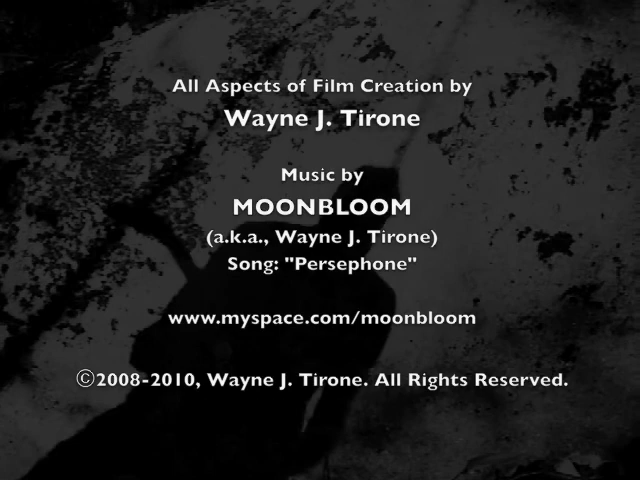 All Aspects of Film Creation by
Wayne J. Tirone
Music by
MOONBLOOM
(a.k.a., Wayne J. Tirone)
Song: "Persephone"
www.myspace.com/moonbloom
©2008-2010, Wayne J. Tirone. All Rights Reserved.